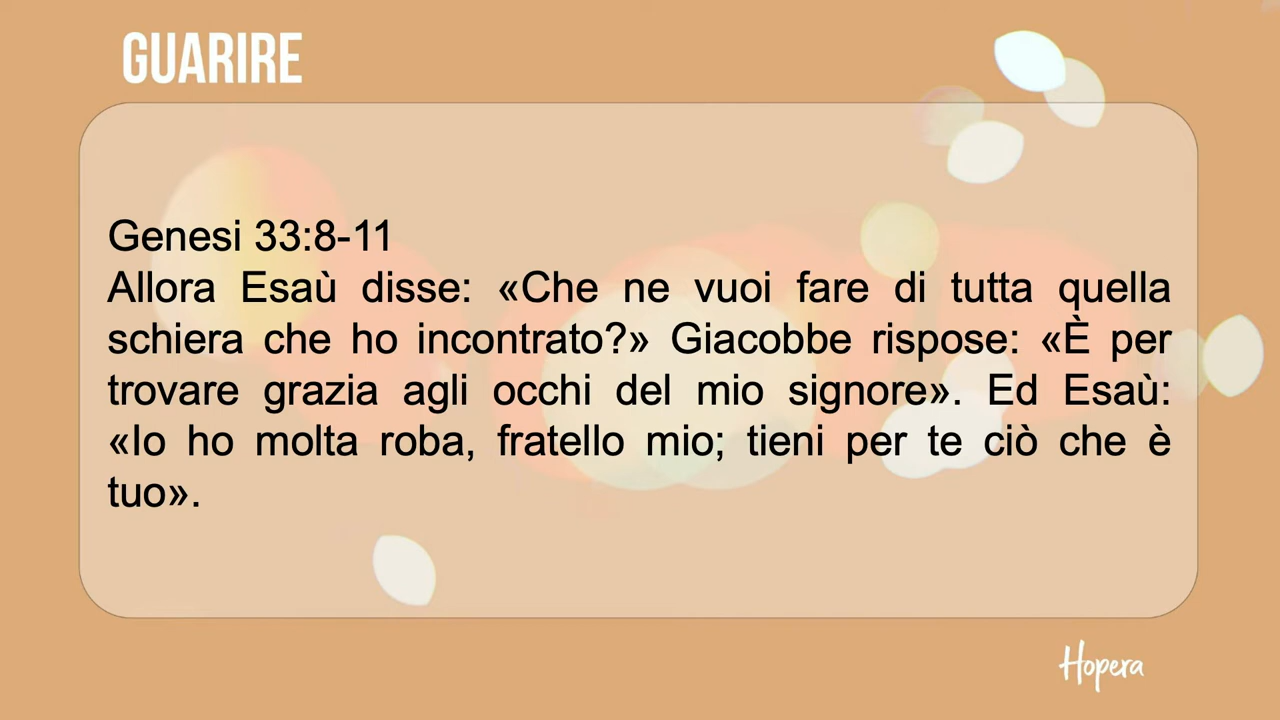 GUARIRE
Genesi 33:8-11
Allora Esaù disse: «Che ne vuoi fare di tutta quella
schiera che ho incontrato?» Giacobbe rispose: «È per
trovare grazia agli occhi del mio signore». Ed Esaù:
«Io ho molta roba, fratello mio; tieni per te ciò che è
tuo».
Hopera